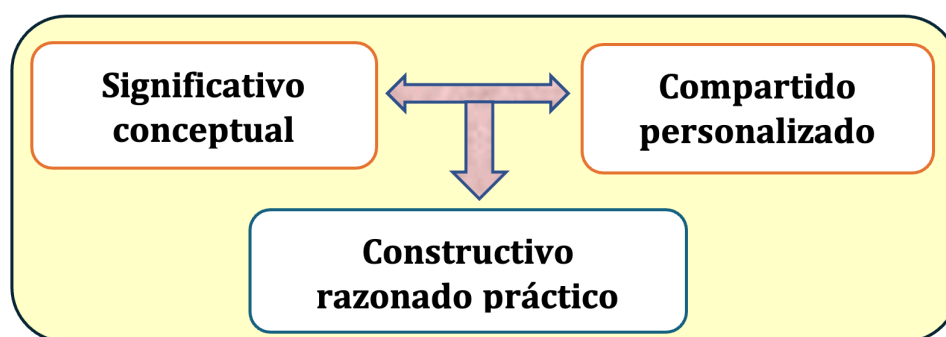 Significativo
conceptual
Compartido
personalizado
Constructivo
razonado práctico